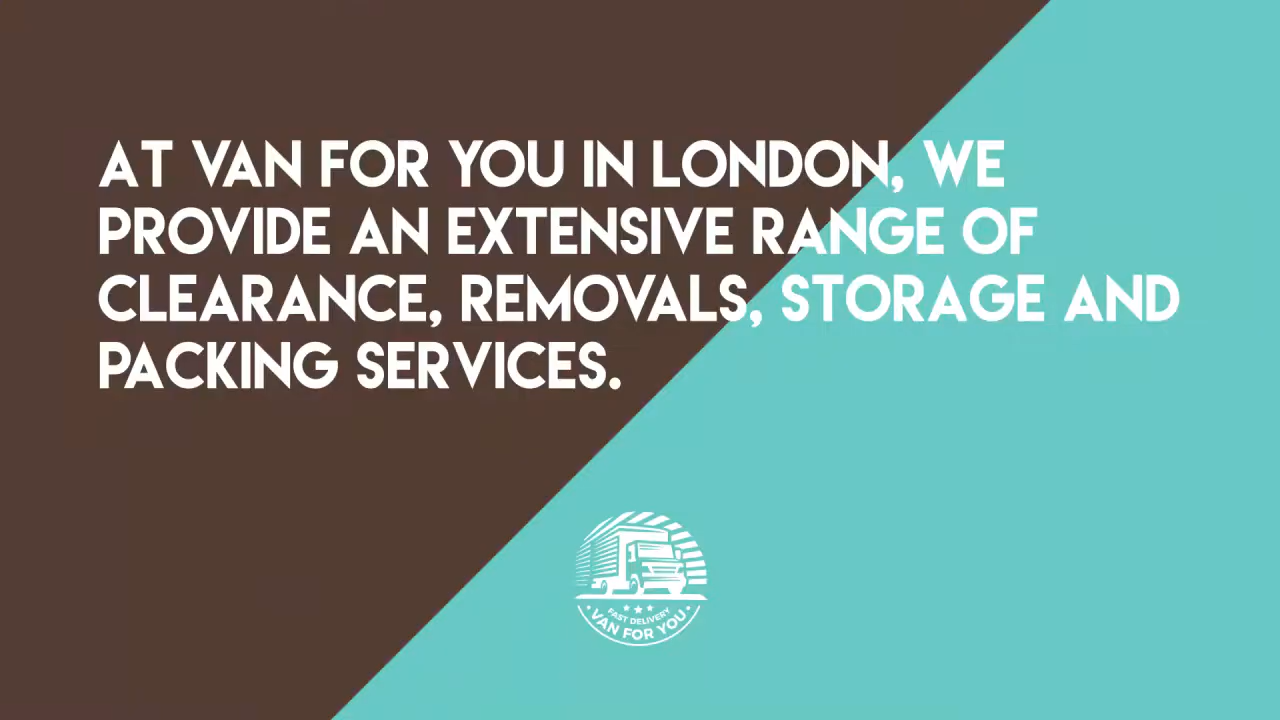 AT VAN FOR YOU IN LONDON, WE
PROVIDE AN EXTENSIVE RANGE OF
CLEARANCE, REMOVALS, STORAGE AND
PACKING SERVICES.
FAST DELIVERY
VAN FOR YOU